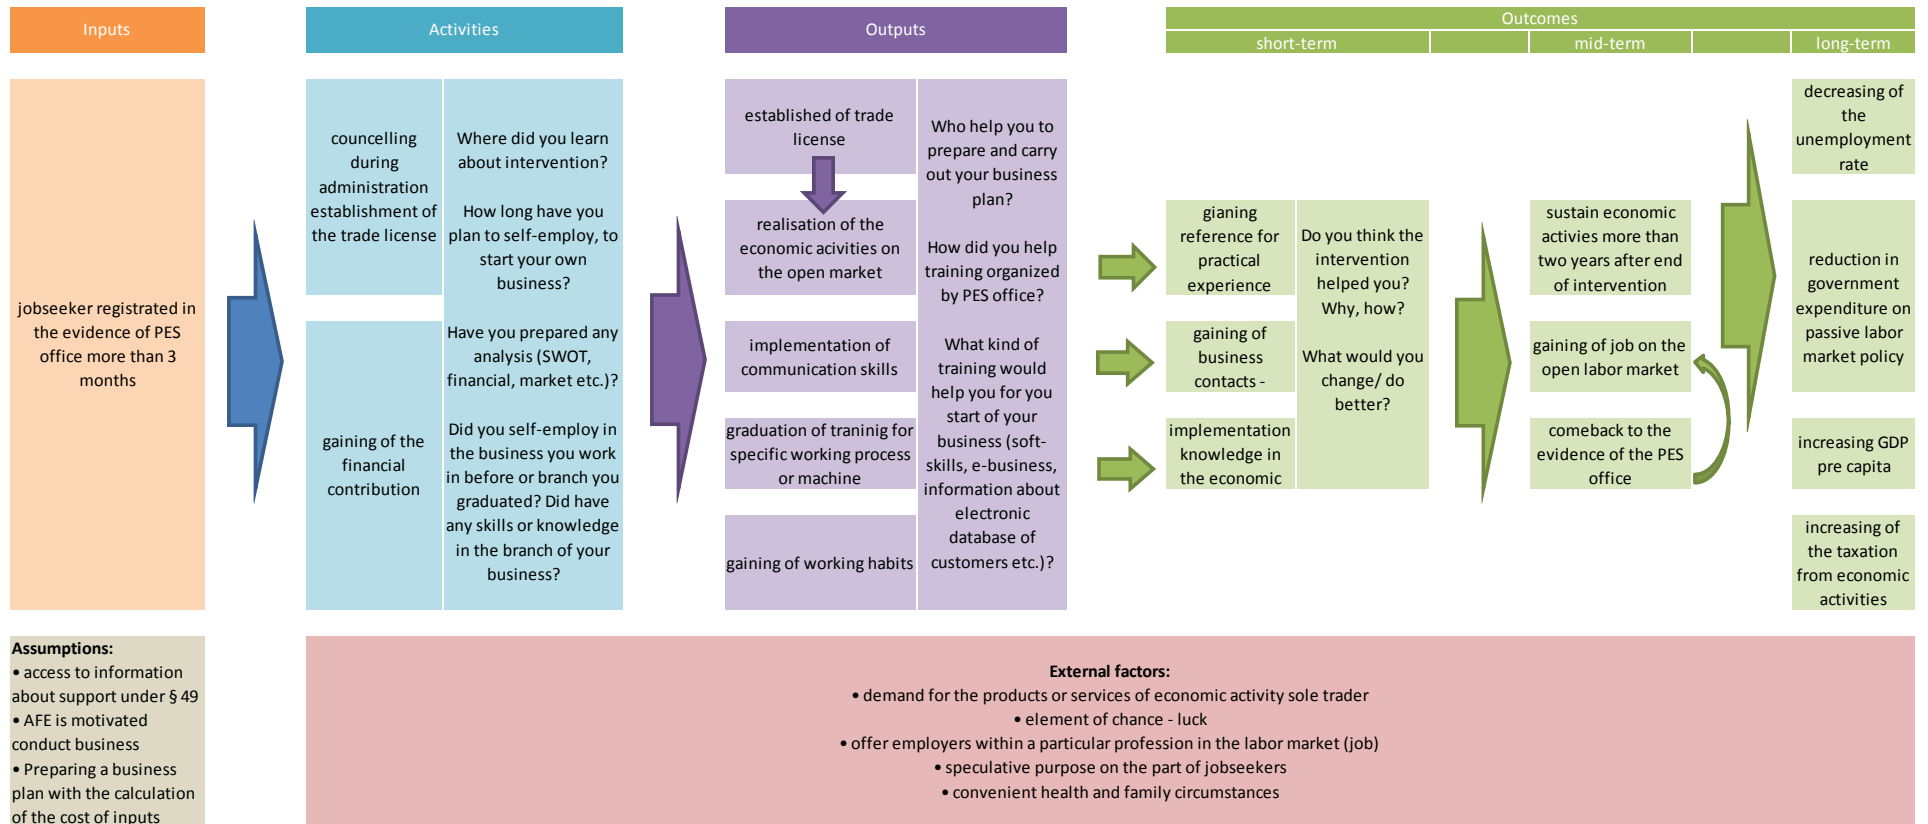 Inputs
Activities
Outputs
Outcomes
short-term
mid-term
long-term
jobseeker registrated in
the evidence of PES
office more than 3
months
councelling
during
administration
establishment of
the trade license
gaining of the
financial
contribution
Where did you learn
about intervention?
How long have you
plan to self-employ, to
start your own
business?
Have you prepared any
analysis (SWOT,
financial, market etc.)?
Did you self-employ in
the business you work
in before or branch you
graduated? Did have
any skills or knowledge
in the branch of your
business?
established of trade
license
realisation of the
economic acivities on
the open market
implementation of
communication skills
graduation of traninig for
specific working process
or machine
gaining of working habits
Who help you to
prepare and carry
out your business
plan?
How did you help
training organized
by PES office?
What kind of
training would
help you for you
start of your
business (soft-
skills, e-business,
information about
electronic
database of
customers etc.)?
gianing
reference for
practical
experience
gaining of
business
contacts -
implementation
knowledge in
the economic
Do you think the
intervention
helped you?
Why, how?
What would you
change/ do
better?
sustain economic
activies more than
two years after end
of intervention
gaining of job on the
open labor market
comeback to the
evidence of the PES
office
decreasing of
the
unemployment
rate
reduction in
government
expenditure on
passive labor
market policy
increasing GDP
pre capita
increasing of
the taxation
from economic
activities
Assumptions:
• access to information
about support under § 49
• AFE is motivated
conduct business
• Preparing a business
plan with the calculation
of the cost of inputs
External factors:
• demand for the products or services of economic activity sole trader
• element of chance - luck
• offer employers within a particular profession in the labor market (job)
• speculative purpose on the part of jobseekers
• convenient health and family circumstances